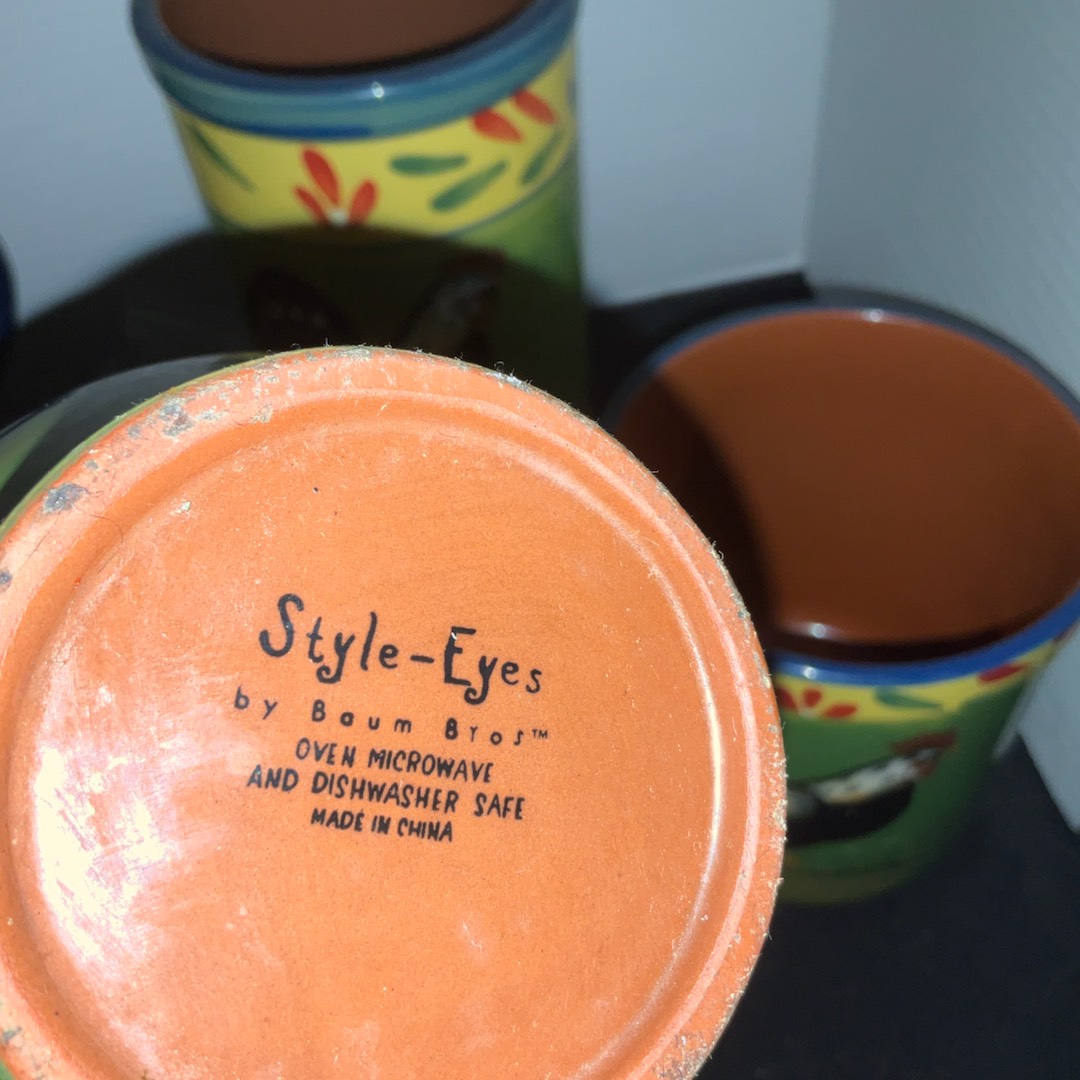 Style-Eyes
by Baum Bros™
OVEN MICROWAVE
AND DISHWASHER SAFE
MADE IN CHINA